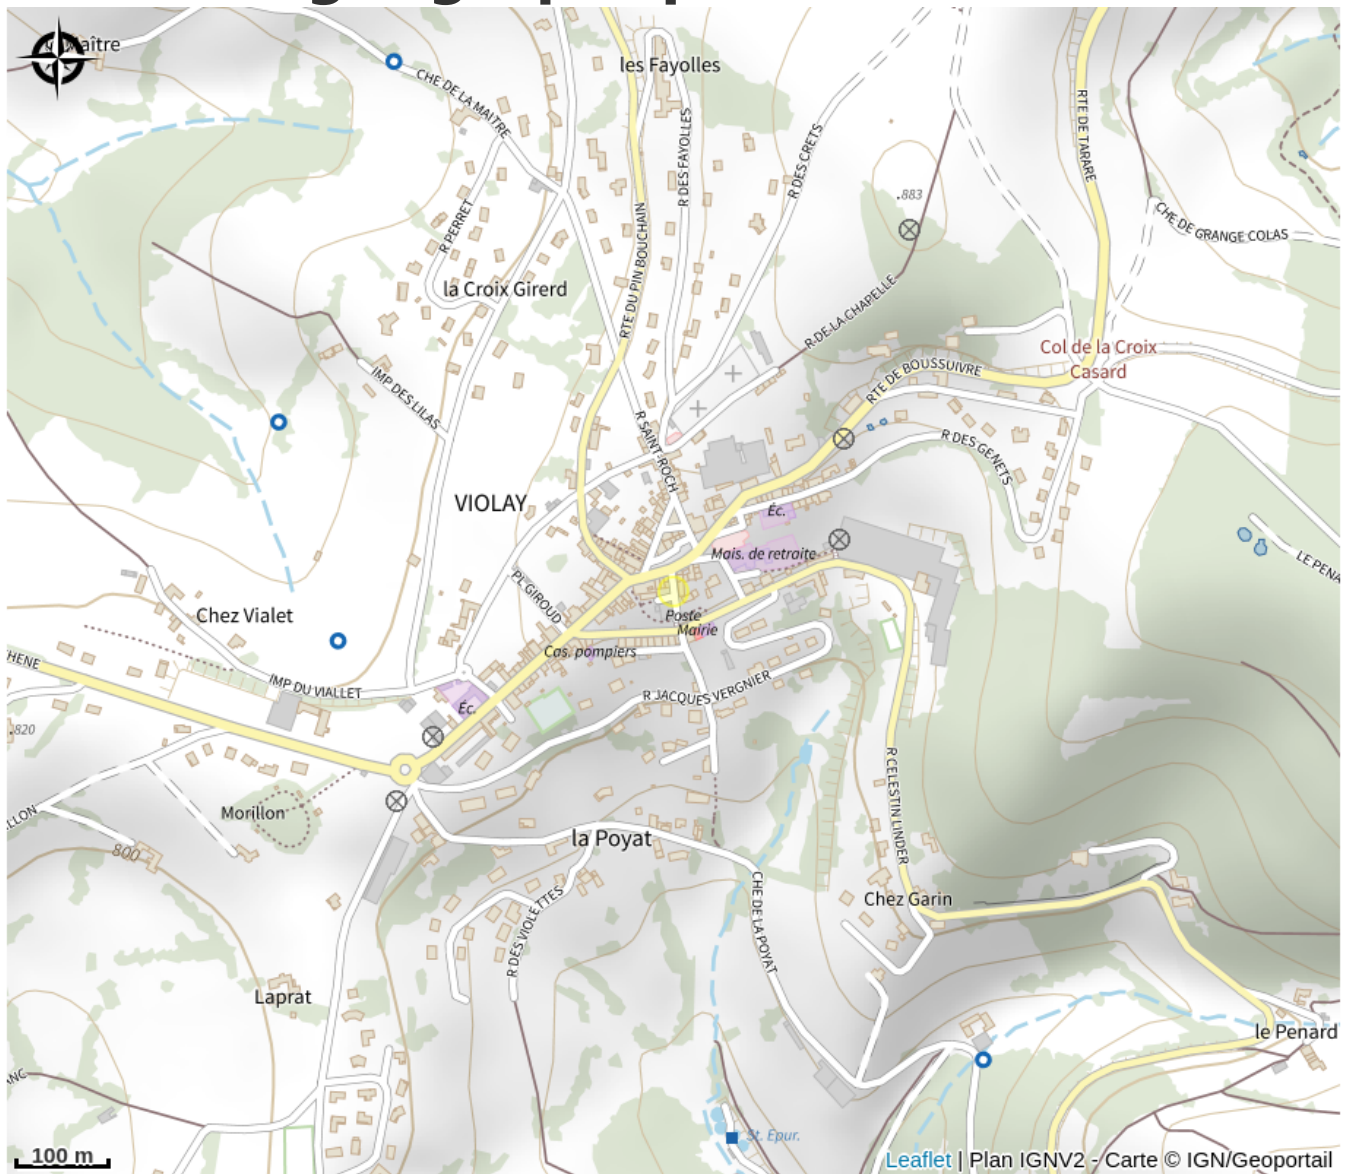 les Fayolles
CHE DE LA MAITRE
RTE DE TARARE
R DES FAYOLLES
R DES CRETS
.883
R PERRET
RTE DU PIN BOUCHAIN
CHE DE GRANGE COLAS
la Croix Girerd
R DE LA CHAPELLE
Col de la Croix
Casard
RTE DE BOUSSUIVRE
IMP DES LILAS
R SAINT-ROCH
R DES GENETS
VIOLAY
Éc.
Mais. de retraite
LE PENA
PL GIROUD
Chez Vialet
Poste
Mairie
Cas. pompiers
HENE
IMP DU VIALLET
R JACQUES VERGNIER
Éc.
.820
R CELESTIN LINDER
Morillon
LLON
la Poyat
800
CHE DE LA POYAT
Chez Garin
R DES VIOLETTES
Laprat
le Penard
ANC
St. Epur.
100 m
Leaflet | Plan IGNV2 - Carte © IGN/Geoportail